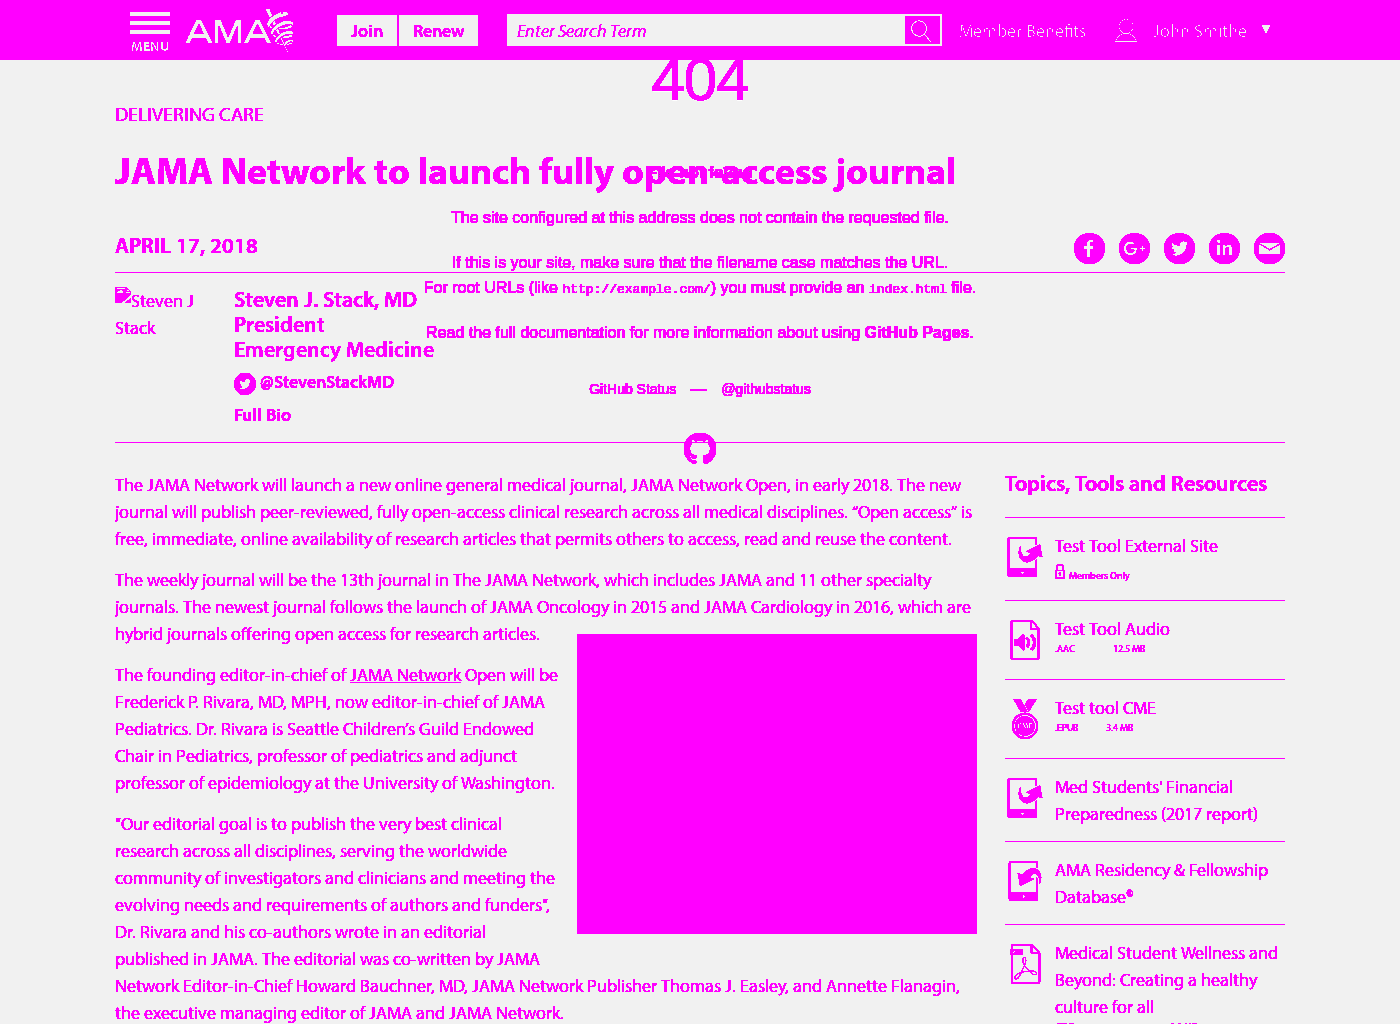 MENU
AMA
Join
Renew
Enter Search Term
Member Benefits
John Smithe
404
DELIVERING CARE
JAMA Network to launch fully open-access journal
The site configured at this address does not contain the requested file.
APRIL 17, 2018
If this is your site, make sure that the filename case matches the URL.
For root URLs (like http://example.com/) you must provide an index.html file.
Steven J
Stack
Steven J. Stack, MD
President
Emergency Medicine
Read the full documentation for more information about using GitHub Pages.
@StevenStackMD
GitHub Status — @githubstatus
Full Bio
The JAMA Network will launch a new online general medical journal, JAMA Network Open, in early 2018. The new
journal will publish peer-reviewed, fully open-access clinical research across all medical disciplines. “Open access” is
free, immediate, online availability of research articles that permits others to access, read and reuse the content.
The weekly journal will be the 13th journal in The JAMA Network, which includes JAMA and 11 other specialty
journals. The newest journal follows the launch of JAMA Oncology in 2015 and JAMA Cardiology in 2016, which are
hybrid journals offering open access for research articles.
The founding editor-in-chief of JAMA Network Open will be
Frederick P. Rivara, MD, MPH, now editor-in-chief of JAMA
Pediatrics. Dr. Rivara is Seattle Children’s Guild Endowed
Chair in Pediatrics, professor of pediatrics and adjunct
professor of epidemiology at the University of Washington.
"Our editorial goal is to publish the very best clinical
research across all disciplines, serving the worldwide
community of investigators and clinicians and meeting the
evolving needs and requirements of authors and funders",
Dr. Rivara and his co-authors wrote in an editorial
published in JAMA. The editorial was co-written by JAMA
Network Editor-in-Chief Howard Bauchner, MD, JAMA Network Publisher Thomas J. Easley, and Annette Flanagin,
the executive managing editor of JAMA and JAMA Network.
Topics, Tools and Resources
Test Tool External Site
Members Only
Test Tool Audio
.AAC 12.5 MB
Test tool CME
.EPUB 3.4 MB
Med Students' Financial
Preparedness (2017 report)
AMA Residency & Fellowship
Database®
Medical Student Wellness and
Beyond: Creating a healthy
culture for all